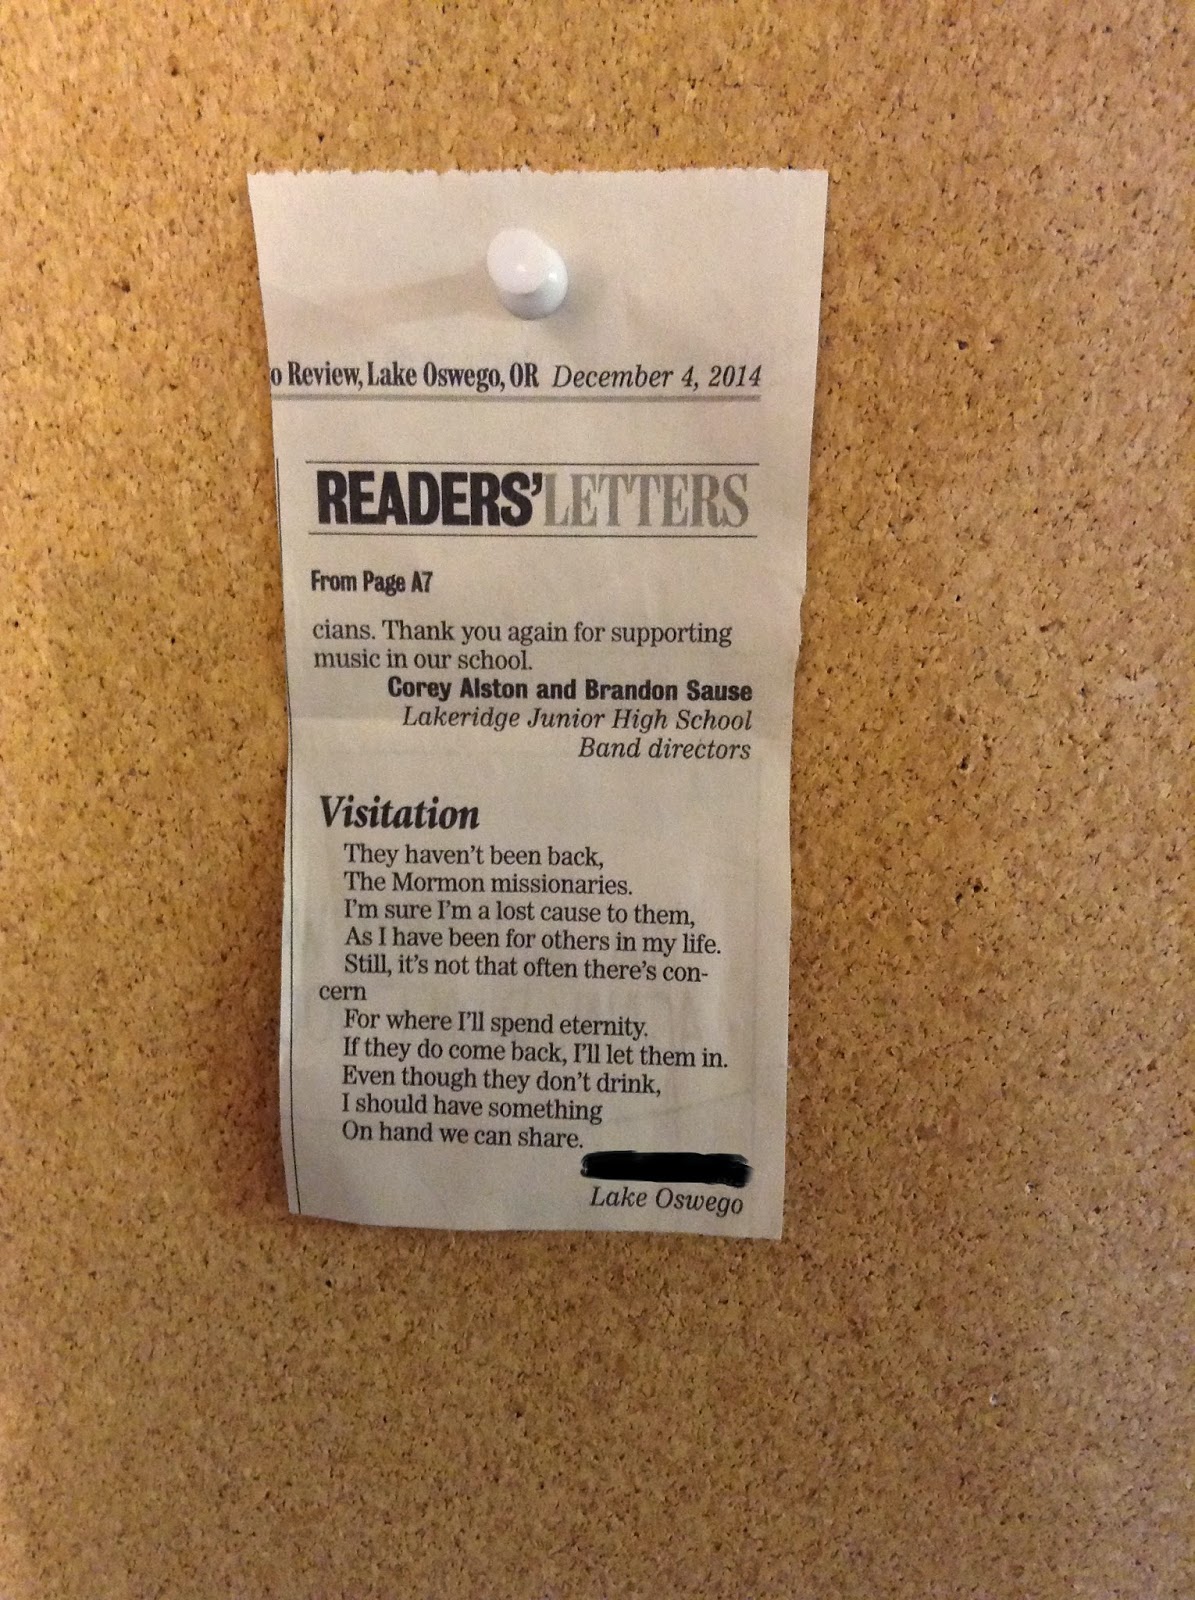 o Review, Lake Oswego, OR December 4, 2014
READERS' LETTERS
From Page A7
cians. Thank you again for supporting
music in our school.
Corey Alston and Brandon Sause
Lakeridge Junior High School
Band directors
Visitation
They haven't been back,
The Mormon missionaries.
I'm sure I'm a lost cause to them,
As I have been for others in my life.
Still, it's not that often there's con-
cern
For where I'll spend eternity.
If they do come back, I'll let them in.
Even though they don't drink,
I should have something
On hand we can share.
Lake Oswego